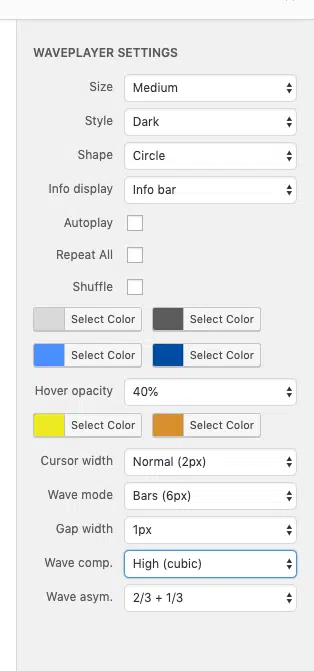 WAVEPLAYER SETTINGS
Size Medium
Style Dark
Shape Circle
Info display Info bar
Autoplay
Repeat All
Shuffle
Select Color Select Color
Select Color Select Color
Hover opacity 40%
Select Color Select Color
Cursor width Normal (2px)
Wave mode Bars (6px)
Gap width 1px
Wave comp. High (cubic)
Wave asym. 2/3 + 1/3